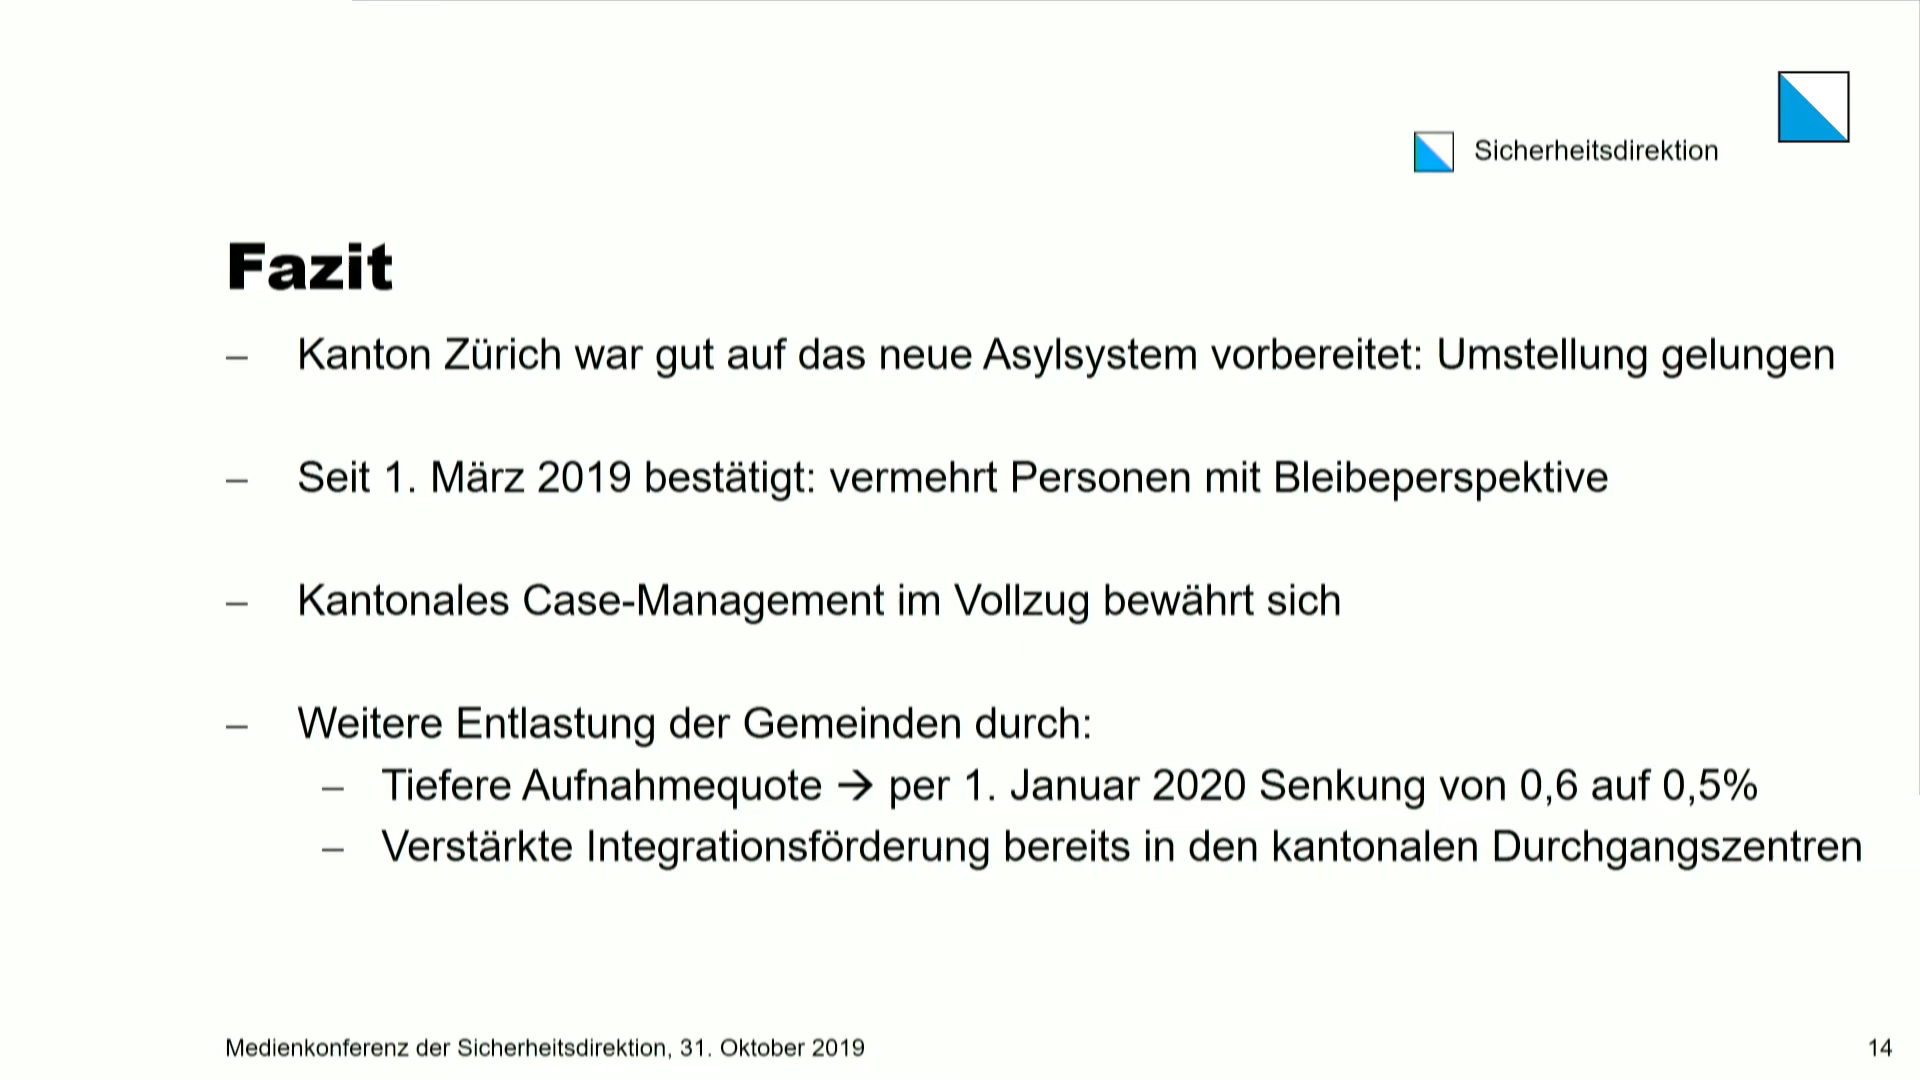 Sicherheitsdirektion
Fazit
– Kanton Zürich war gut auf das neue Asylsystem vorbereitet: Umstellung gelungen
– Seit 1. März 2019 bestätigt: vermehrt Personen mit Bleibeperspektive
– Kantonales Case-Management im Vollzug bewährt sich
– Weitere Entlastung der Gemeinden durch:
– Tiefere Aufnahmequote → per 1. Januar 2020 Senkung von 0,6 auf 0,5%
– Verstärkte Integrationsförderung bereits in den kantonalen Durchgangszentren
Medienkonferenz der Sicherheitsdirektion, 31. Oktober 2019
14